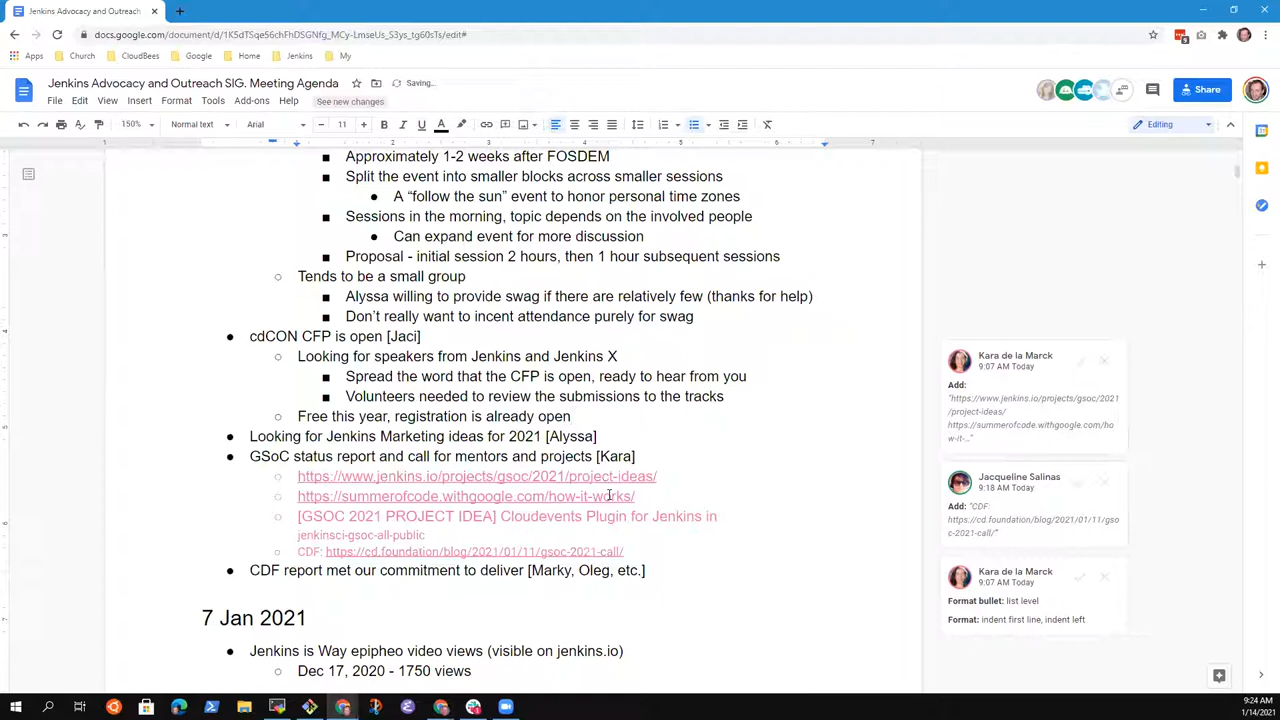 Jenkins Advocacy and Outreach
docs.google.com/document/d/1K5dTSqe56chFhDSGNfg_MCy-LmseUs_S3ys_tg60sTs/edit#
Apps Church CloudBees Google Home Jenkins My
Jenkins Advocacy and Outreach SIG. Meeting Agenda Saving...
File Edit View Insert Format Tools Add-ons Help See new changes
Share
150% Normal text Arial 11 Editing
1 1 2 3 4 5 6 7
Approximately 1-2 weeks after FOSDEM
Split the event into smaller blocks across smaller sessions
A “follow the sun” event to honor personal time zones
Sessions in the morning, topic depends on the involved people
Can expand event for more discussion
Proposal - initial session 2 hours, then 1 hour subsequent sessions
Tends to be a small group
Alyssa willing to provide swag if there are relatively few (thanks for help)
Don’t really want to incent attendance purely for swag
cdCON CFP is open [Jaci]
Looking for speakers from Jenkins and Jenkins X
Spread the word that the CFP is open, ready to hear from you
Volunteers needed to review the submissions to the tracks
Free this year, registration is already open
Looking for Jenkins Marketing ideas for 2021 [Alyssa]
GSoC status report and call for mentors and projects [Kara]
https://www.jenkins.io/projects/gsoc/2021/project-ideas/
https://summerofcode.withgoogle.com/how-it-works/
[GSOC 2021 PROJECT IDEA] Cloudevents Plugin for Jenkins in
jenkinsci-gsoc-all-public
CDF: https://cd.foundation/blog/2021/01/11/gsoc-2021-call/
CDF report met our commitment to deliver [Marky, Oleg, etc.]
7 Jan 2021
Jenkins is Way epipheo video views (visible on jenkins.io)
Dec 17, 2020 - 1750 views
Kara de la Marck
9:07 AM Today
Add:
"https://www.jenkins.io/projects/gsoc/2021
/project-ideas/
https://summerofcode.withgoogle.com/ho
w-it-..."
Jacqueline Salinas
9:18 AM Today
Add: "CDF:
https://cd.foundation/blog/2021/01/11/gso
c-2021-call/"
Kara de la Marck
9:07 AM Today
Format bullet: list level
Format: indent first line, indent left
9:24 AM
1/14/2021